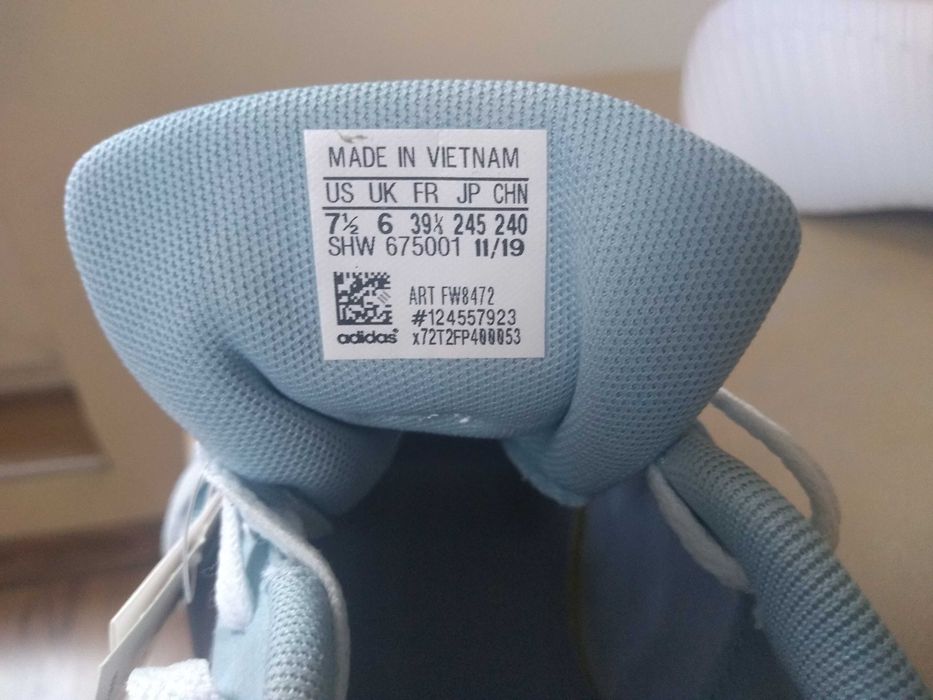 MADE IN VIETNAM
US UK FR JP CHN
7½ 6 39⅓ 245 240
SHW 675001 11/19
ART FW8472
#124557923
adidas® x72T2FP400053